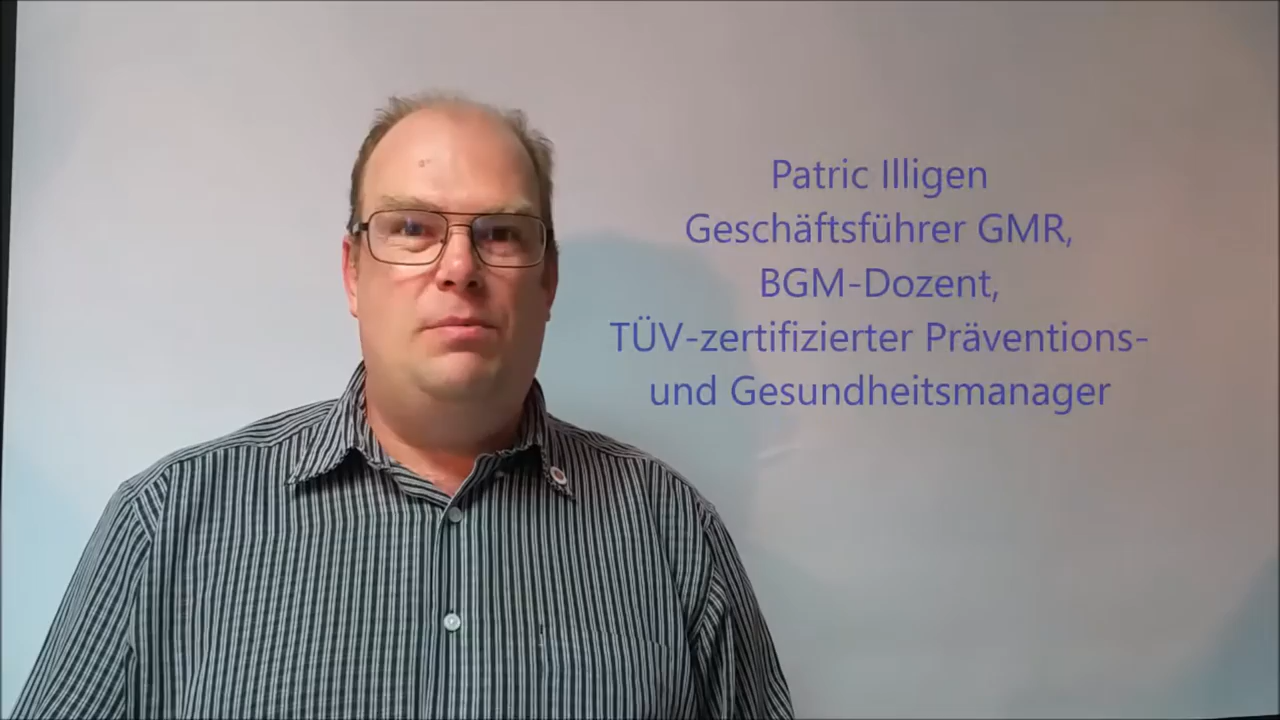 Patric Illigen
Geschäftsführer GMR,
BGM-Dozent,
TÜV-zertifizierter Präventions-
und Gesundheitsmanager